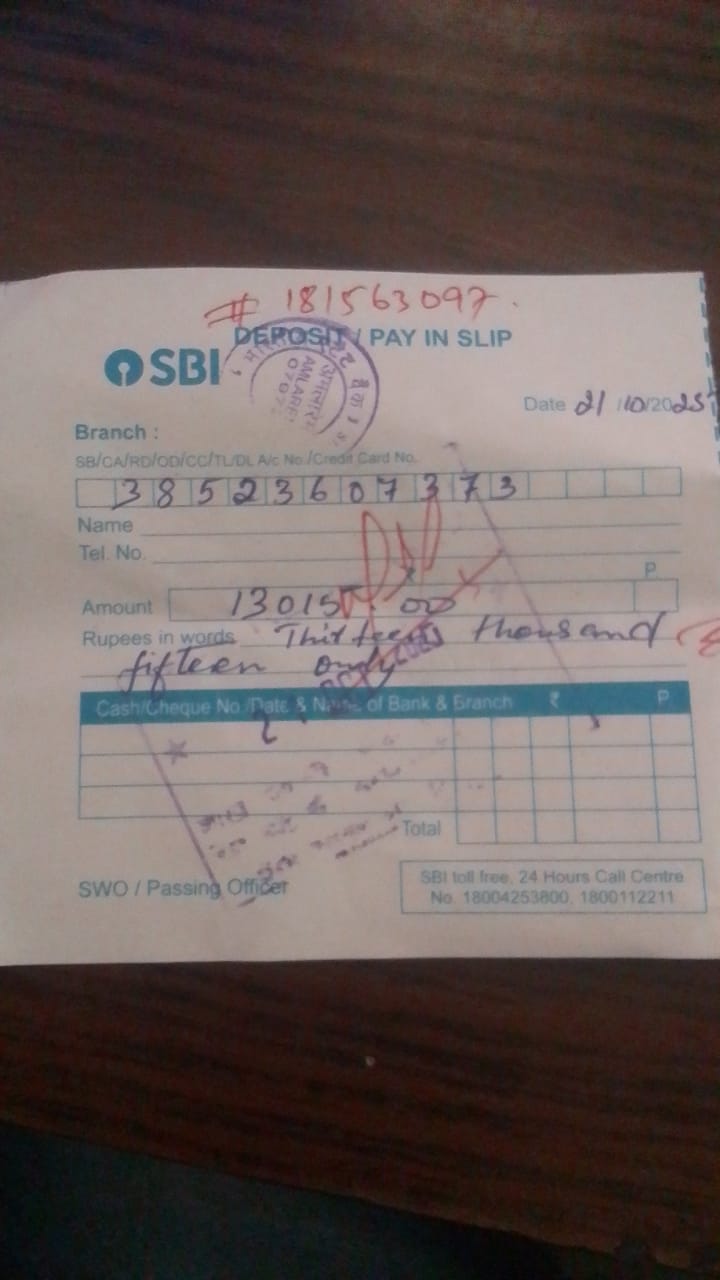 # 181563097.
DEPOSIT / PAY IN SLIP
SBI
Date 21/10/2025
Branch :
SB/CA/RD/OD/CC/TL/DL A/c No./Credit Card No.
38523607373
Name
Tel. No.
P.
Amount 13015 . 00
Rupees in words Thirteen thousand
fifteen only
Cash/Cheque No./Date & Name of Bank & Branch ₹ P.
Total
SWO / Passing Officer
SBI toll free, 24 Hours Call Centre
No. 18004253800, 1800112211